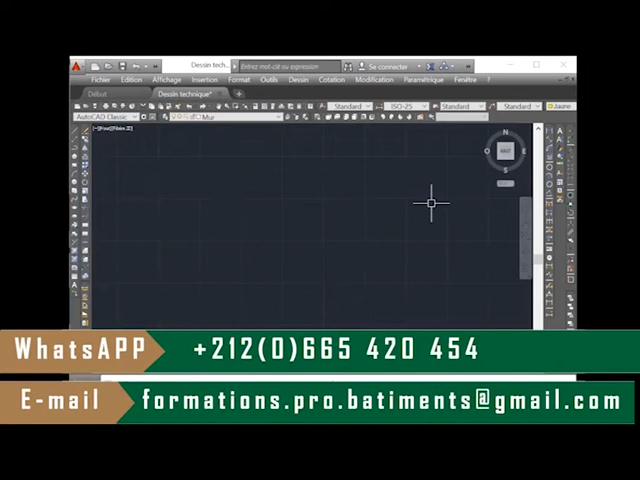 Dessin tech...
Entrez mot-clé ou expression
Se connecter
Fichier Edition Affichage Insertion Format Outils Dessin Cotation Modification Paramétrique Fenêtre ?
Début
Dessin technique*
Standard ISO-25 Standard Standard Jaune
AutoCAD Classic Mur
N
O HAUT E
S
WhatsAPP +212(0)665 420 454
E-mail formations.pro.batiments@gmail.com